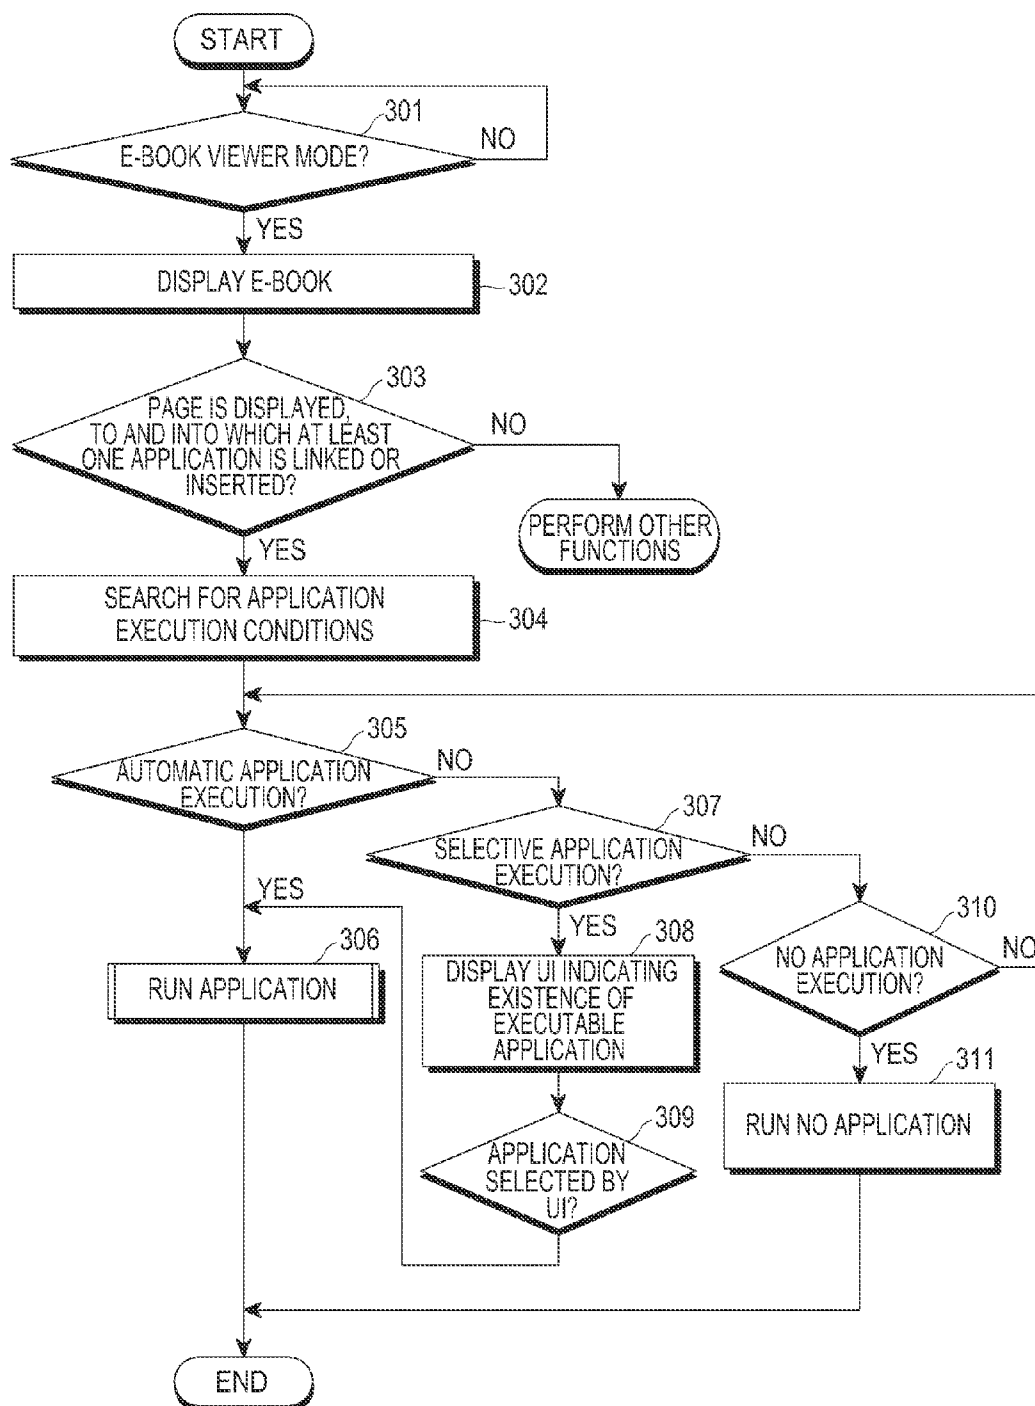 START
301
E-BOOK VIEWER MODE?
NO
YES
DISPLAY E-BOOK
302
303
PAGE IS DISPLAYED,
TO AND INTO WHICH AT LEAST
ONE APPLICATION IS LINKED OR
INSERTED?
NO
YES
PERFORM OTHER
FUNCTIONS
SEARCH FOR APPLICATION
EXECUTION CONDITIONS
304
305
AUTOMATIC APPLICATION
EXECUTION?
NO
YES
307
SELECTIVE APPLICATION
EXECUTION?
NO
YES
306
RUN APPLICATION
308
DISPLAY UI INDICATING
EXISTENCE OF
EXECUTABLE
APPLICATION
310
NO APPLICATION
EXECUTION?
NO
YES
309
APPLICATION
SELECTED BY
UI?
311
RUN NO APPLICATION
END